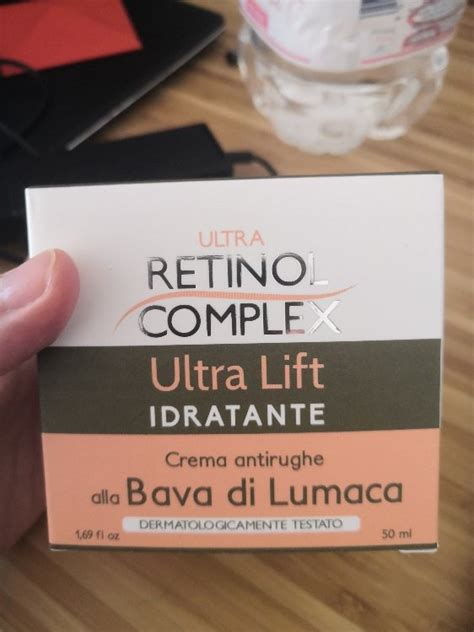 ULTRA
RETINOL
COMPLEX
Ultra Lift
IDRATANTE
Crema antirughe
alla Bava di Lumaca
DERMATOLOGICAMENTE TESTATO
1,69 fl oz 50 ml